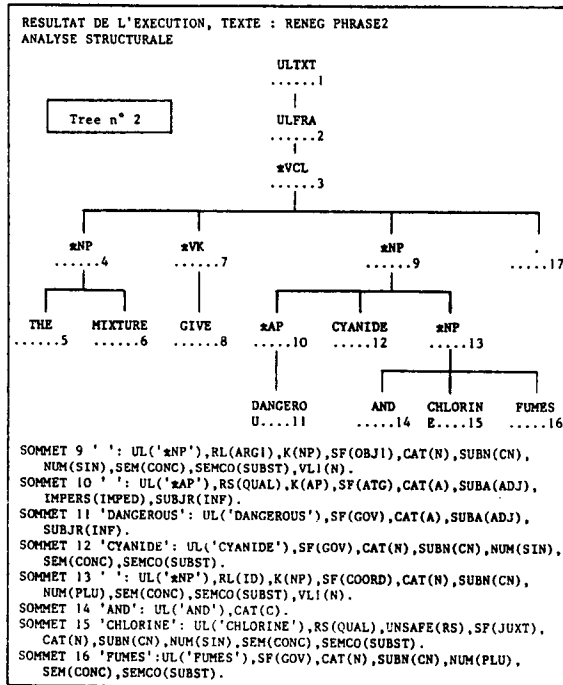 RESULTAT DE L'EXECUTION, TEXTE : RENEG PHRASE2
ANALYSE STRUCTURALE
ULTXT
......1
Tree n° 2
ULFRA
......2
*VCL
......3
*NP *VK *NP .
......4 ......7 ......9 ......17
THE MIXTURE GIVE *AP CYANIDE *NP
......5 ......6 ......8 .....10 .....12 .....13
DANGERO AND CHLORIN FUMES
U....11 .....14 E....15 .....16
SOMMET 9 ' ': UL('*NP'),RL(ARG1),K(NP),SF(OBJ1),CAT(N),SUBN(CN),
NUM(SIN),SEM(CONC),SEMCO(SUBST),VL1(N).
SOMMET 10 ' ': UL('*AP'),RS(QUAL),K(AP),SF(ATG),CAT(A),SUBA(ADJ),
IMPERS(IMPED),SUBJR(INF).
SOMMET 11 'DANGEROUS': UL('DANGEROUS'),SF(GOV),CAT(A),SUBA(ADJ),
SUBJR(INF).
SOMMET 12 'CYANIDE': UL('CYANIDE'),SF(GOV),CAT(N),SUBN(CN),NUM(SIN),
SEM(CONC),SEMCO(SUBST).
SOMMET 13 ' ': UL('*NP'),RL(ID),K(NP),SF(COORD),CAT(N),SUBN(CN),
NUM(PLU),SEM(CONC),SEMCO(SUBST),VL1(N).
SOMMET 14 'AND': UL('AND'),CAT(C).
SOMMET 15 'CHLORINE': UL('CHLORINE'),RS(QUAL),UNSAFE(RS),SF(JUXT),
CAT(N),SUBN(CN),NUM(SIN),SEM(CONC),SEMCO(SUBST).
SOMMET 16 'FUMES':UL('FUMES'),SF(GOV),CAT(N),SUBN(CN),NUM(PLU),
SEM(CONC),SEMCO(SUBST).